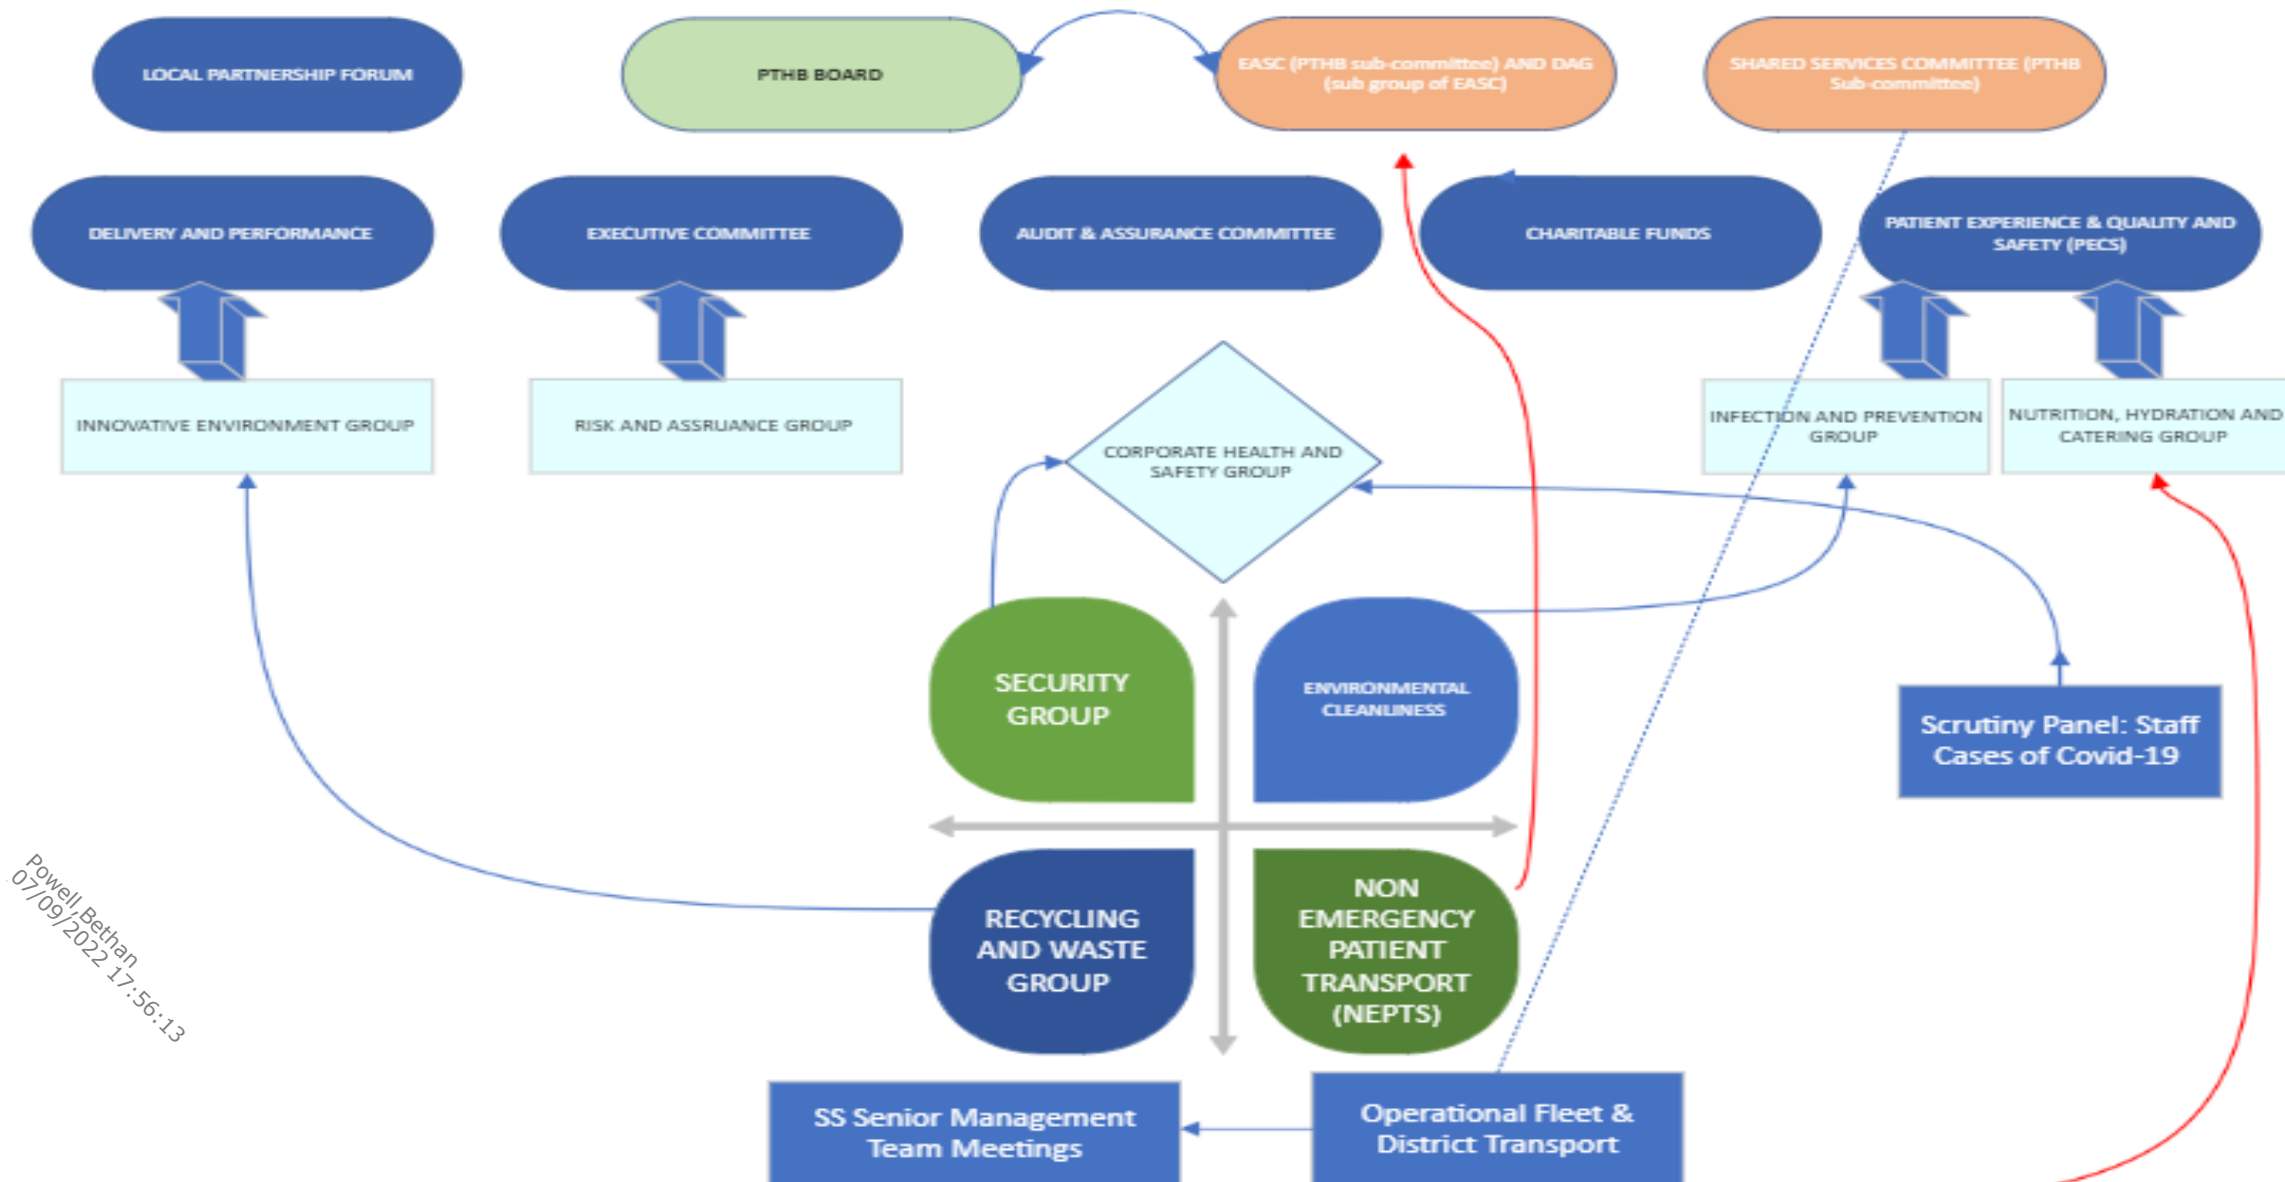 LOCAL PARTNERSHIP FORUM
PTHB BOARD
EASC (PTHB sub-committee) AND DAG
(sub group of EASC)
SHARED SERVICES COMMITTEE (PTHB
Sub-committee)
DELIVERY AND PERFORMANCE
EXECUTIVE COMMITTEE
AUDIT & ASSURANCE COMMITTEE
CHARITABLE FUNDS
PATIENT EXPERIENCE & QUALITY AND
SAFETY (PECS)
INNOVATIVE ENVIRONMENT GROUP
RISK AND ASSRUANCE GROUP
CORPORATE HEALTH AND
SAFETY GROUP
INFECTION AND PREVENTION
GROUP
NUTRITION, HYDRATION AND
CATERING GROUP
SECURITY
GROUP
ENVIRONMENTAL
CLEANLINESS
Scrutiny Panel: Staff
Cases of Covid-19
RECYCLING
AND WASTE
GROUP
NON
EMERGENCY
PATIENT
TRANSPORT
(NEPTS)
SS Senior Management
Team Meetings
Operational Fleet &
District Transport
Powell,Bethan
07/09/2022 17:56:13